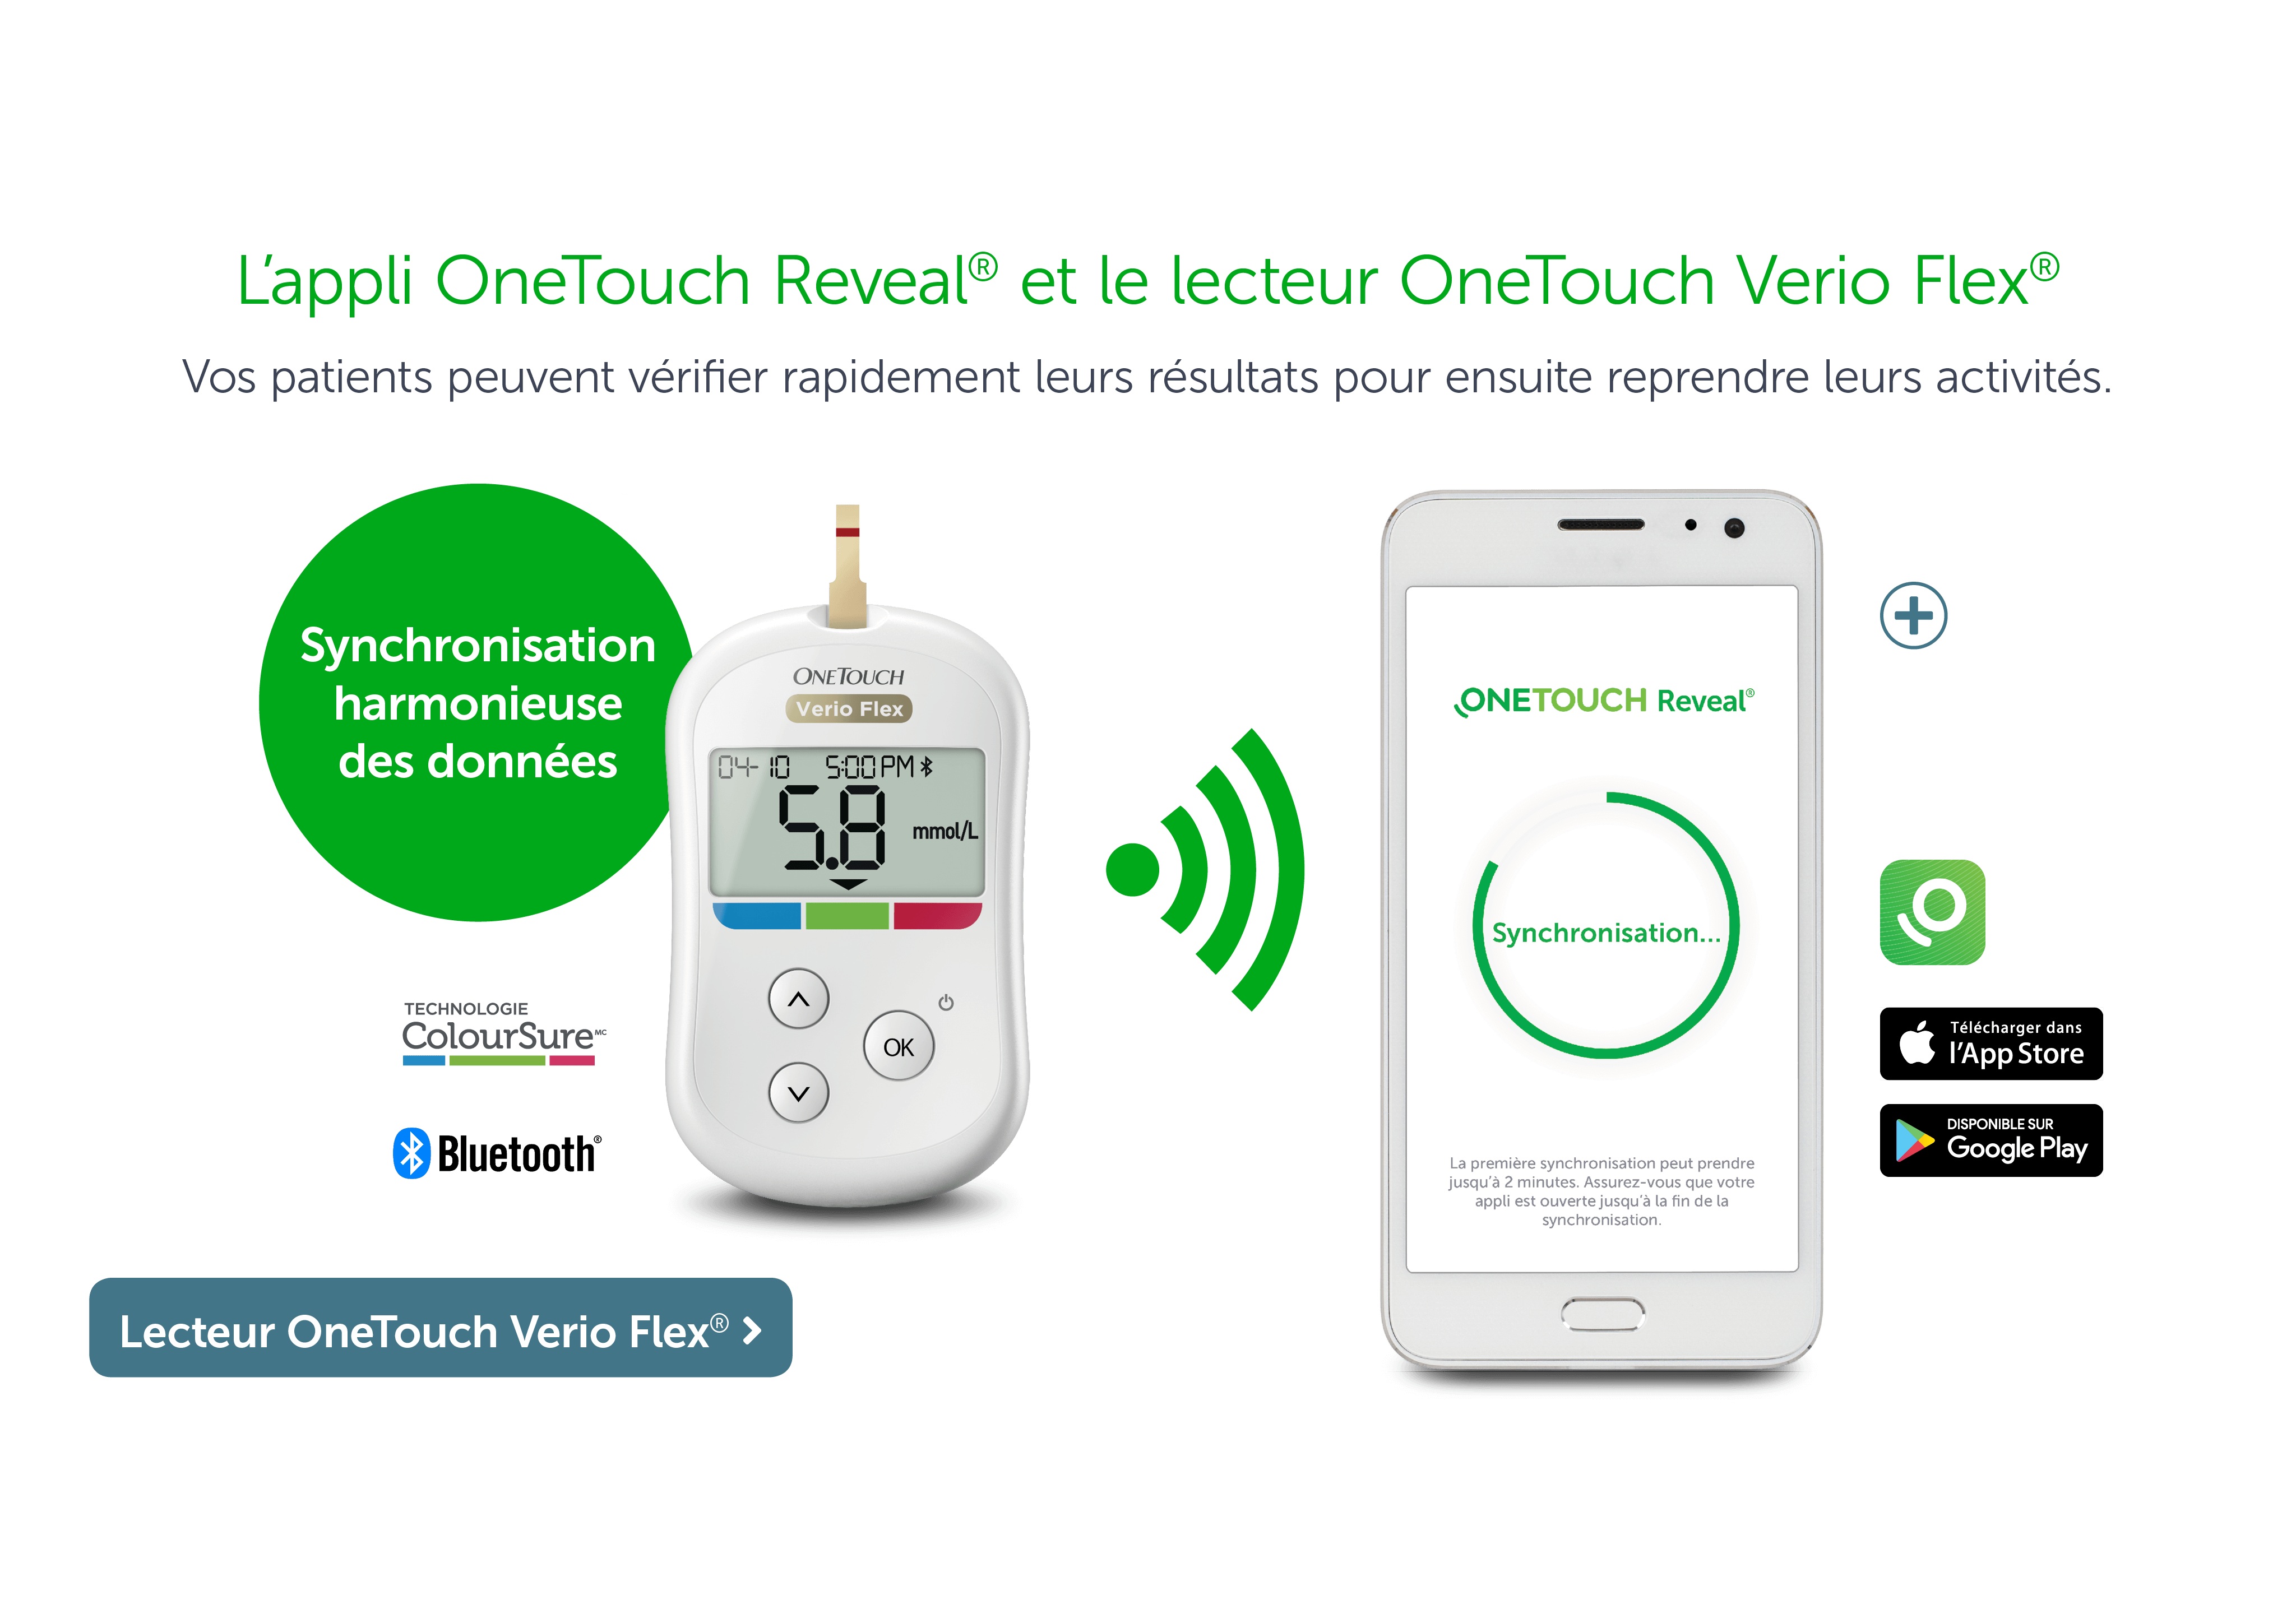 L'appli OneTouch Reveal® et le lecteur OneTouch Verio Flex®
Vos patients peuvent vérifier rapidement leurs résultats pour ensuite reprendre leurs activités.
Synchronisation
harmonieuse
des données
TECHNOLOGIE
ColourSure MC
Bluetooth®
ONETOUCH
Verio Flex
04-10 5:00 PM
5.8 mmol/L
OK
ONETOUCH Reveal®
Synchronisation...
La première synchronisation peut prendre
jusqu'à 2 minutes. Assurez-vous que votre
appli est ouverte jusqu'à la fin de la
synchronisation.
Télécharger dans
l'App Store
DISPONIBLE SUR
Google Play
Lecteur OneTouch Verio Flex® >